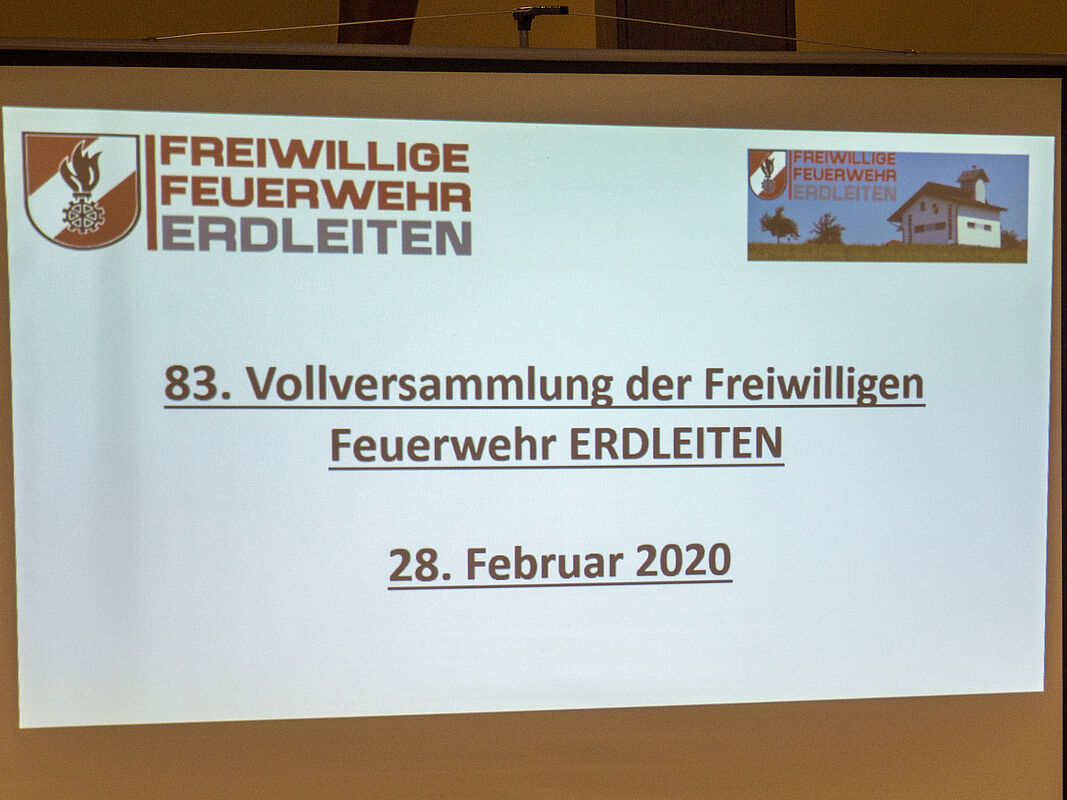 FREIWILLIGE
FEUERWEHR
ERDLEITEN
FREIWILLIGE
FEUERWEHR
ERDLEITEN
83. Vollversammlung der Freiwilligen
Feuerwehr ERDLEITEN
28. Februar 2020